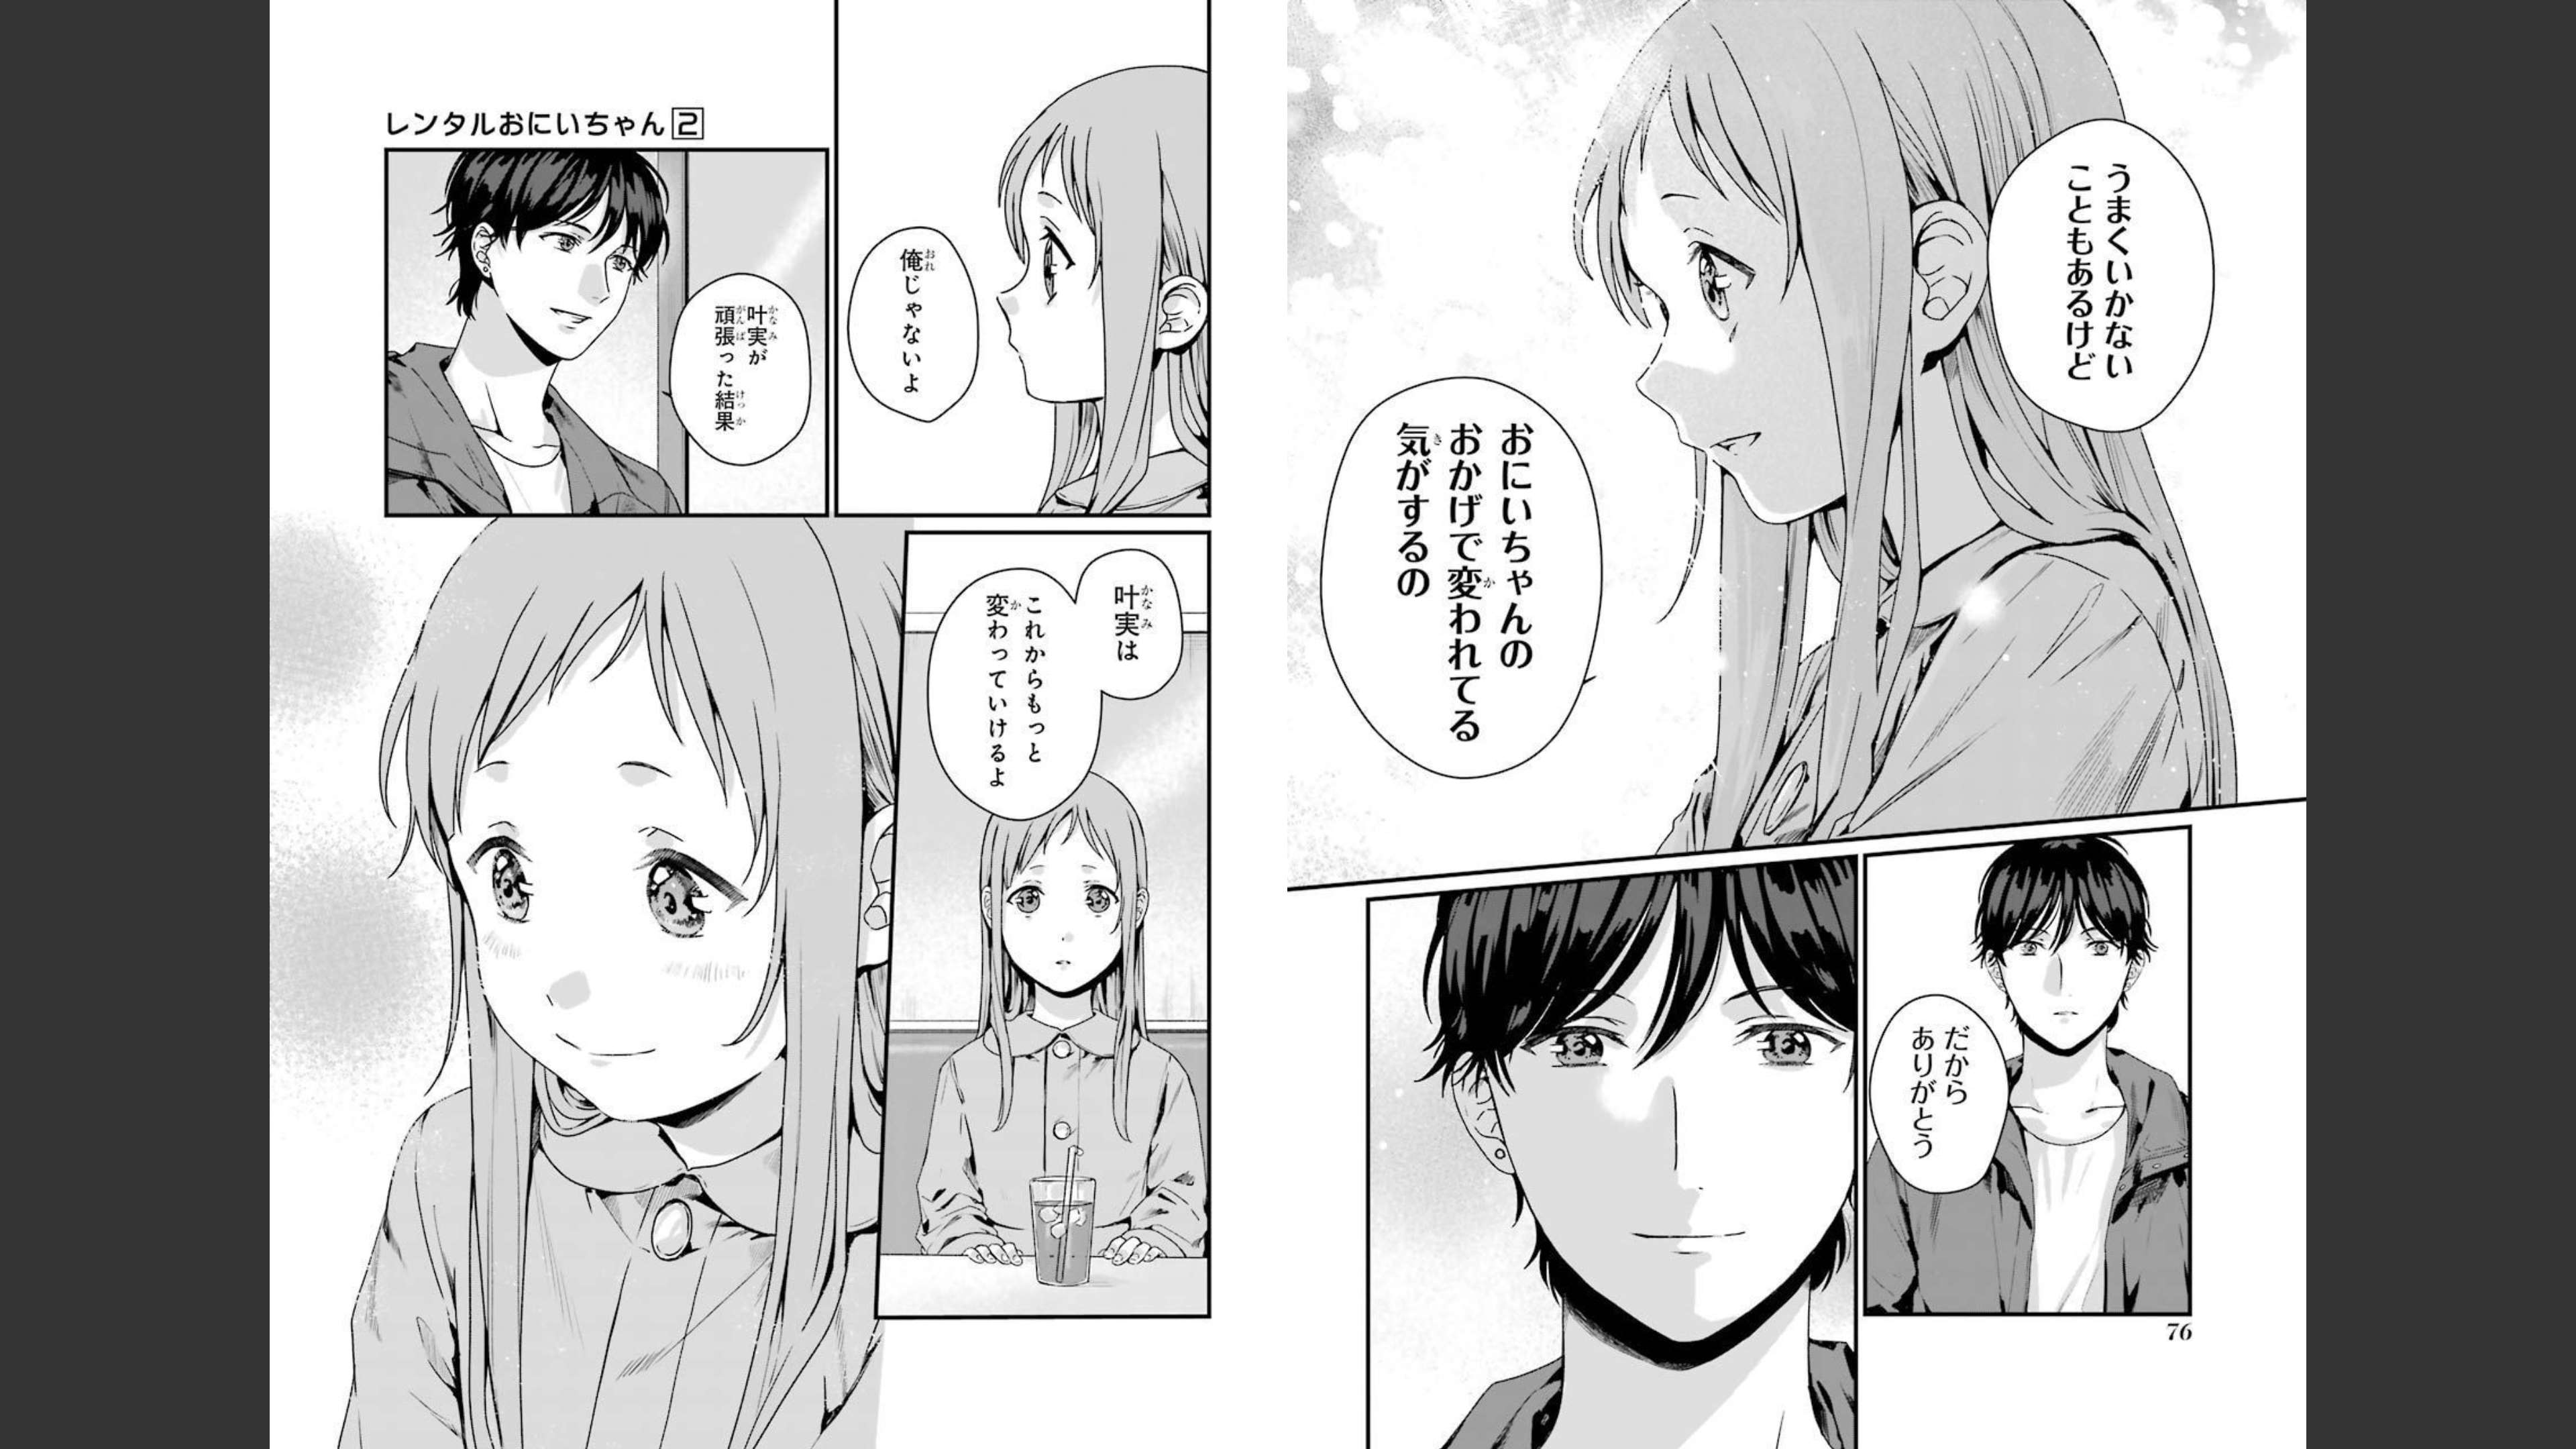 うまくいかない
こともあるけど
おにいちゃんの
おかげで変われてる
気がするの
だから
ありがとう
76
レンタルおにいちゃん2
俺じゃないよ
叶実が
頑張った結果
叶実は
これからもっと
変わっていけるよ